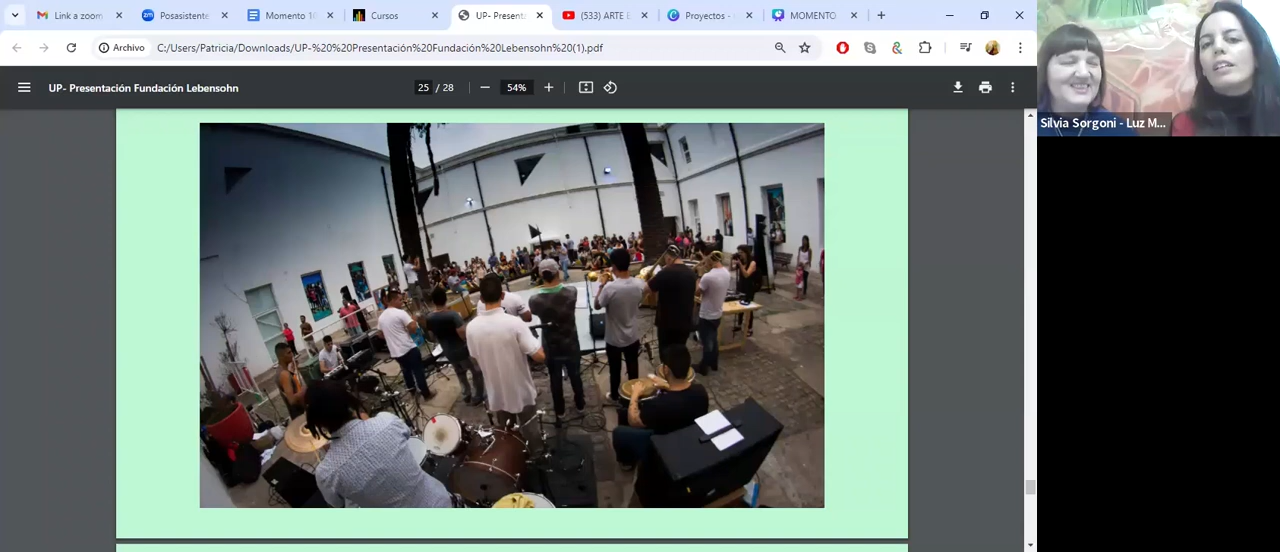 Link a zoom
Posasistente
Momento 1
Cursos
UP- Present
(533) ARTE E
Proyectos -
MOMENTO
Archivo
C:/Users/Patricia/Downloads/UP-%20%20Presentación%20Fundación%20Lebensohn%20(1).pdf
UP- Presentación Fundación Lebensohn
25 / 28
54%
Silvia Sorgoni - Luz M...